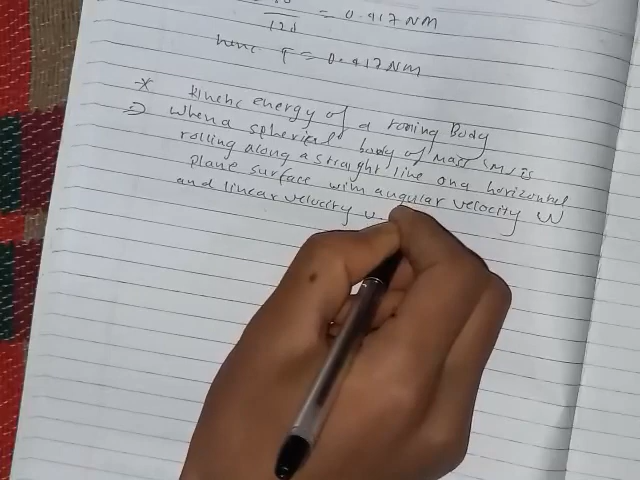 12d = 0.417 NM
hence τ = 0.417 NM
* kinetic energy of a rolling Body
⇒ When a spherical body of mass 'M' is
rolling along a straight line on a horizontal
plane surface with angular velocity ω
and linear velocity v.